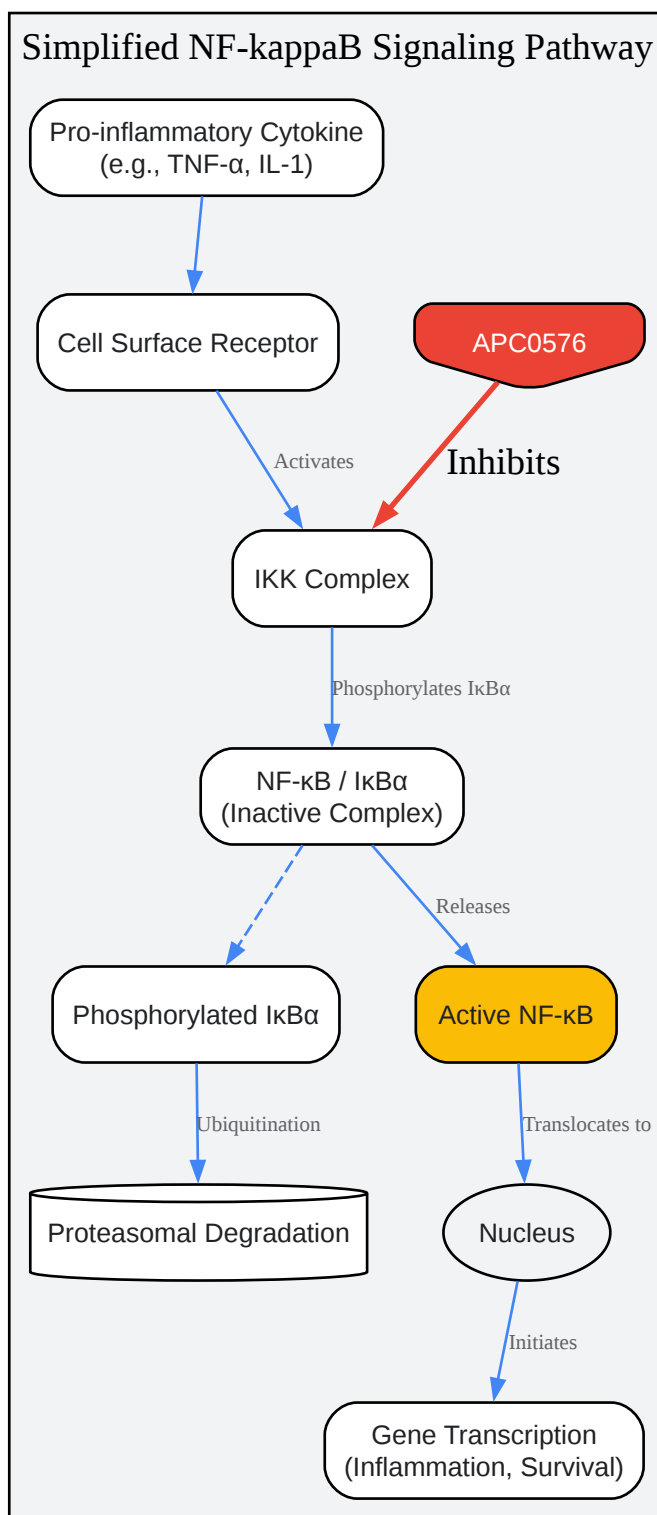 Simplified NF-kappaB Signaling Pathway
Pro-inflammatory Cytokine
(e.g., TNF-α, IL-1)
Cell Surface Receptor
APC0576
Activates
Inhibits
IKK Complex
Phosphorylates IκBα
NF-κB / IκBα
(Inactive Complex)
Releases
Phosphorylated IκBα
Active NF-κB
Ubiquitination
Translocates to
Proteasomal Degradation
Nucleus
Initiates
Gene Transcription
(Inflammation, Survival)